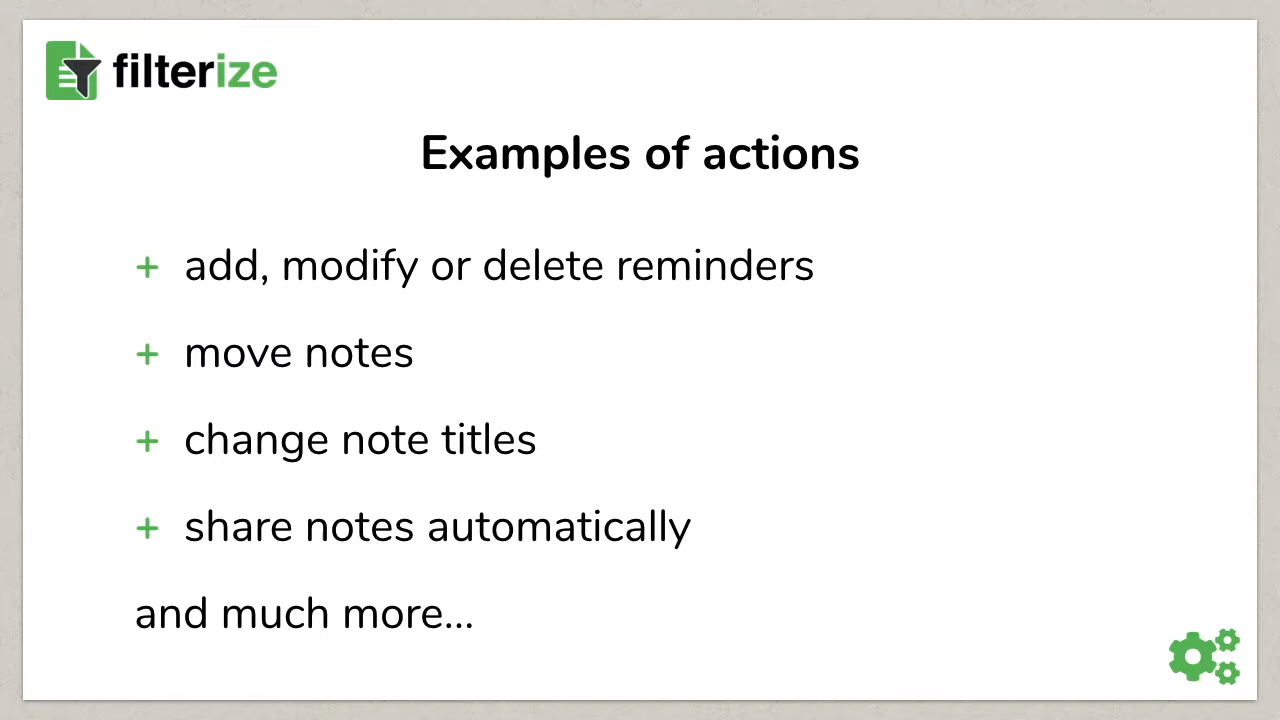 filterize
Examples of actions
+ add, modify or delete reminders
+ move notes
+ change note titles
+ share notes automatically
and much more...